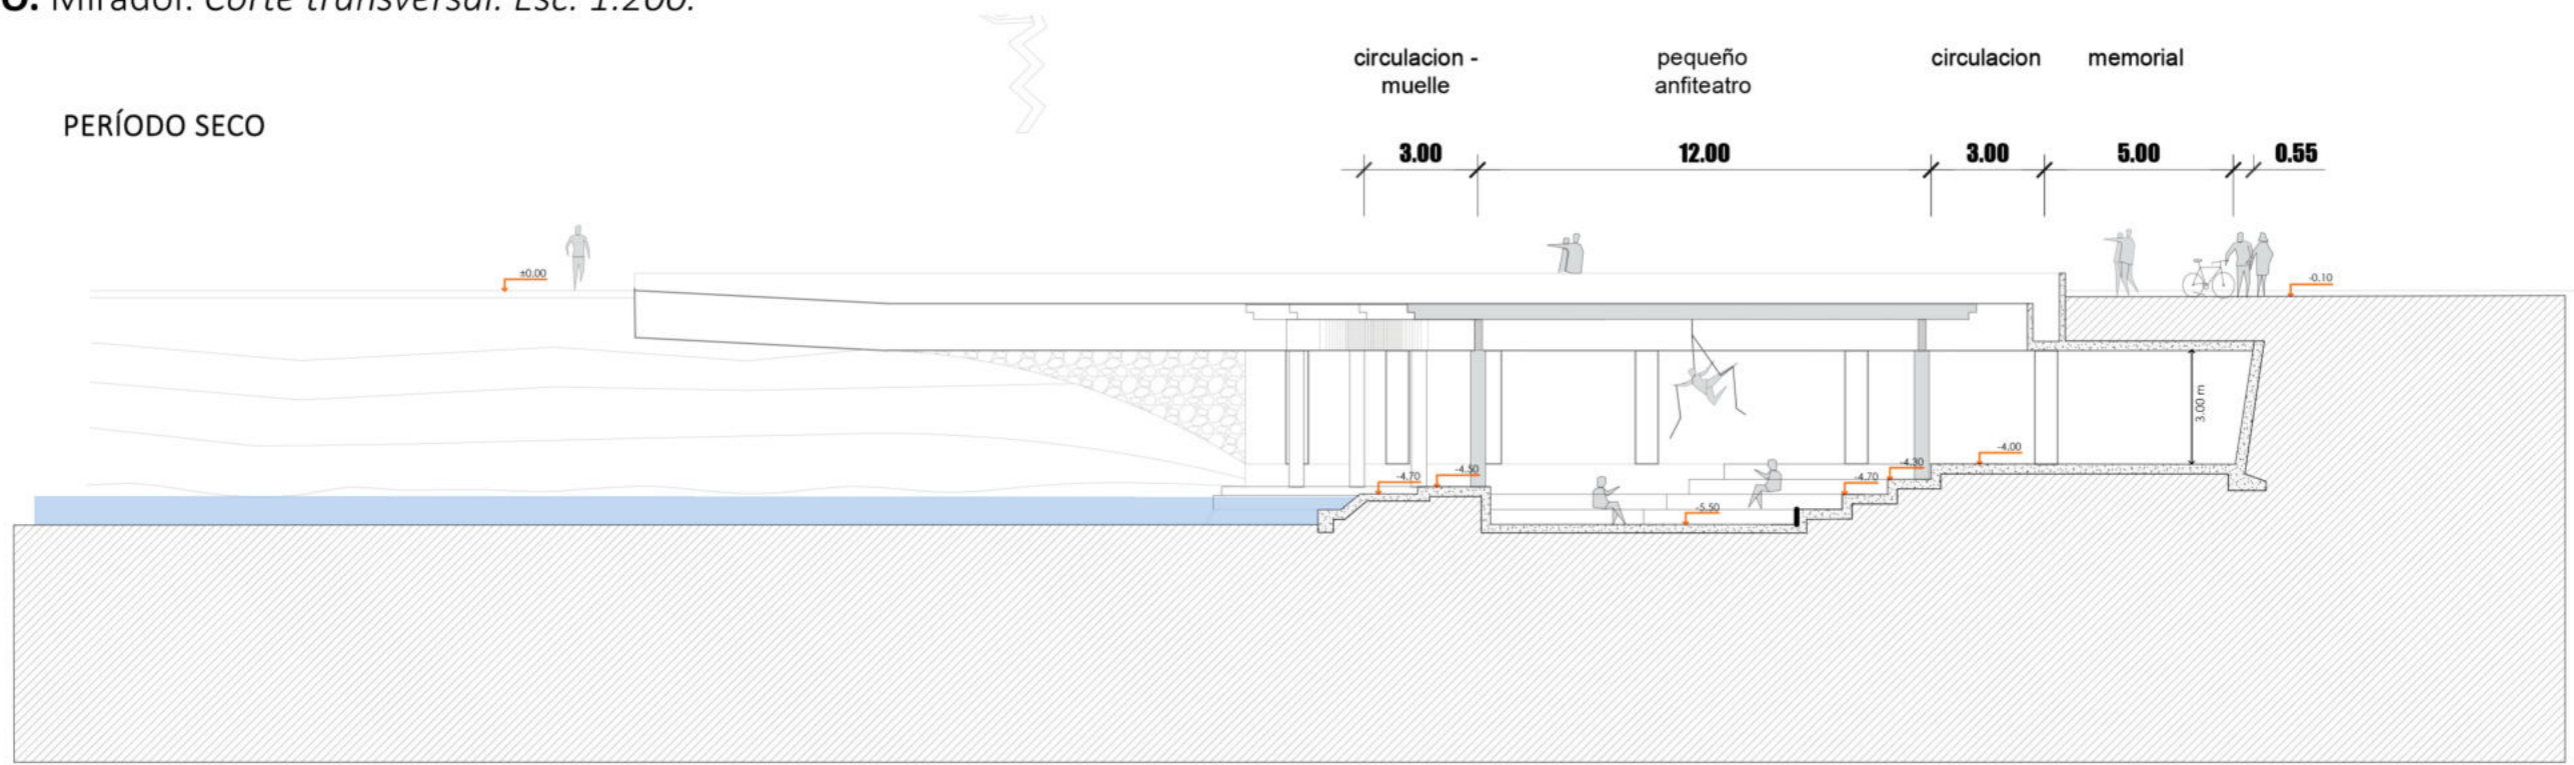 O. Mirador. Corte transversal. Esc. 1:200.
circulacion -
muelle
pequeño
anfiteatro
circulacion
memorial
PERÍODO SECO
3.00
12.00
3.00
5.00
0.55
±0.00
-0.10
3.00 m
-4.00
-4.30
-4.70
-4.50
-4.70
-5.50